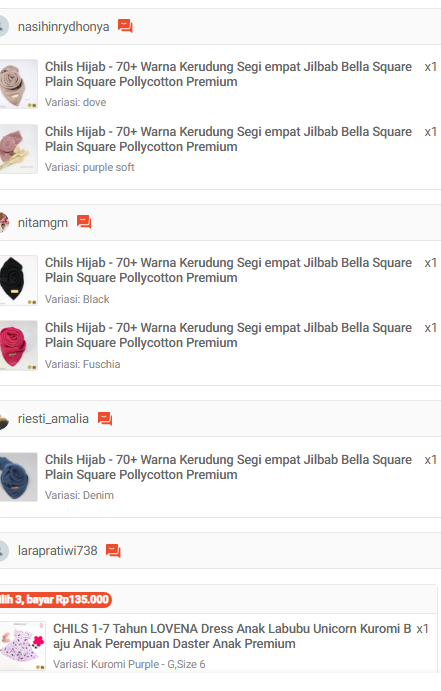 nasihinrydhonya
Chils Hijab - 70+ Warna Kerudung Segi empat Jilbab Bella Square x1
Plain Square Pollycotton Premium
Variasi: dove
Chils Hijab - 70+ Warna Kerudung Segi empat Jilbab Bella Square x1
Plain Square Pollycotton Premium
Variasi: purple soft
nitamgm
Chils Hijab - 70+ Warna Kerudung Segi empat Jilbab Bella Square x1
Plain Square Pollycotton Premium
Variasi: Black
Chils Hijab - 70+ Warna Kerudung Segi empat Jilbab Bella Square x1
Plain Square Pollycotton Premium
Variasi: Fuschia
riesti_amalia
Chils Hijab - 70+ Warna Kerudung Segi empat Jilbab Bella Square x1
Plain Square Pollycotton Premium
Variasi: Denim
larapratiwi738
ilih 3, bayar Rp135.000
CHILS 1-7 Tahun LOVENA Dress Anak Labubu Unicorn Kuromi B x1
aju Anak Perempuan Daster Anak Premium
Variasi: Kuromi Purple - G,Size 6